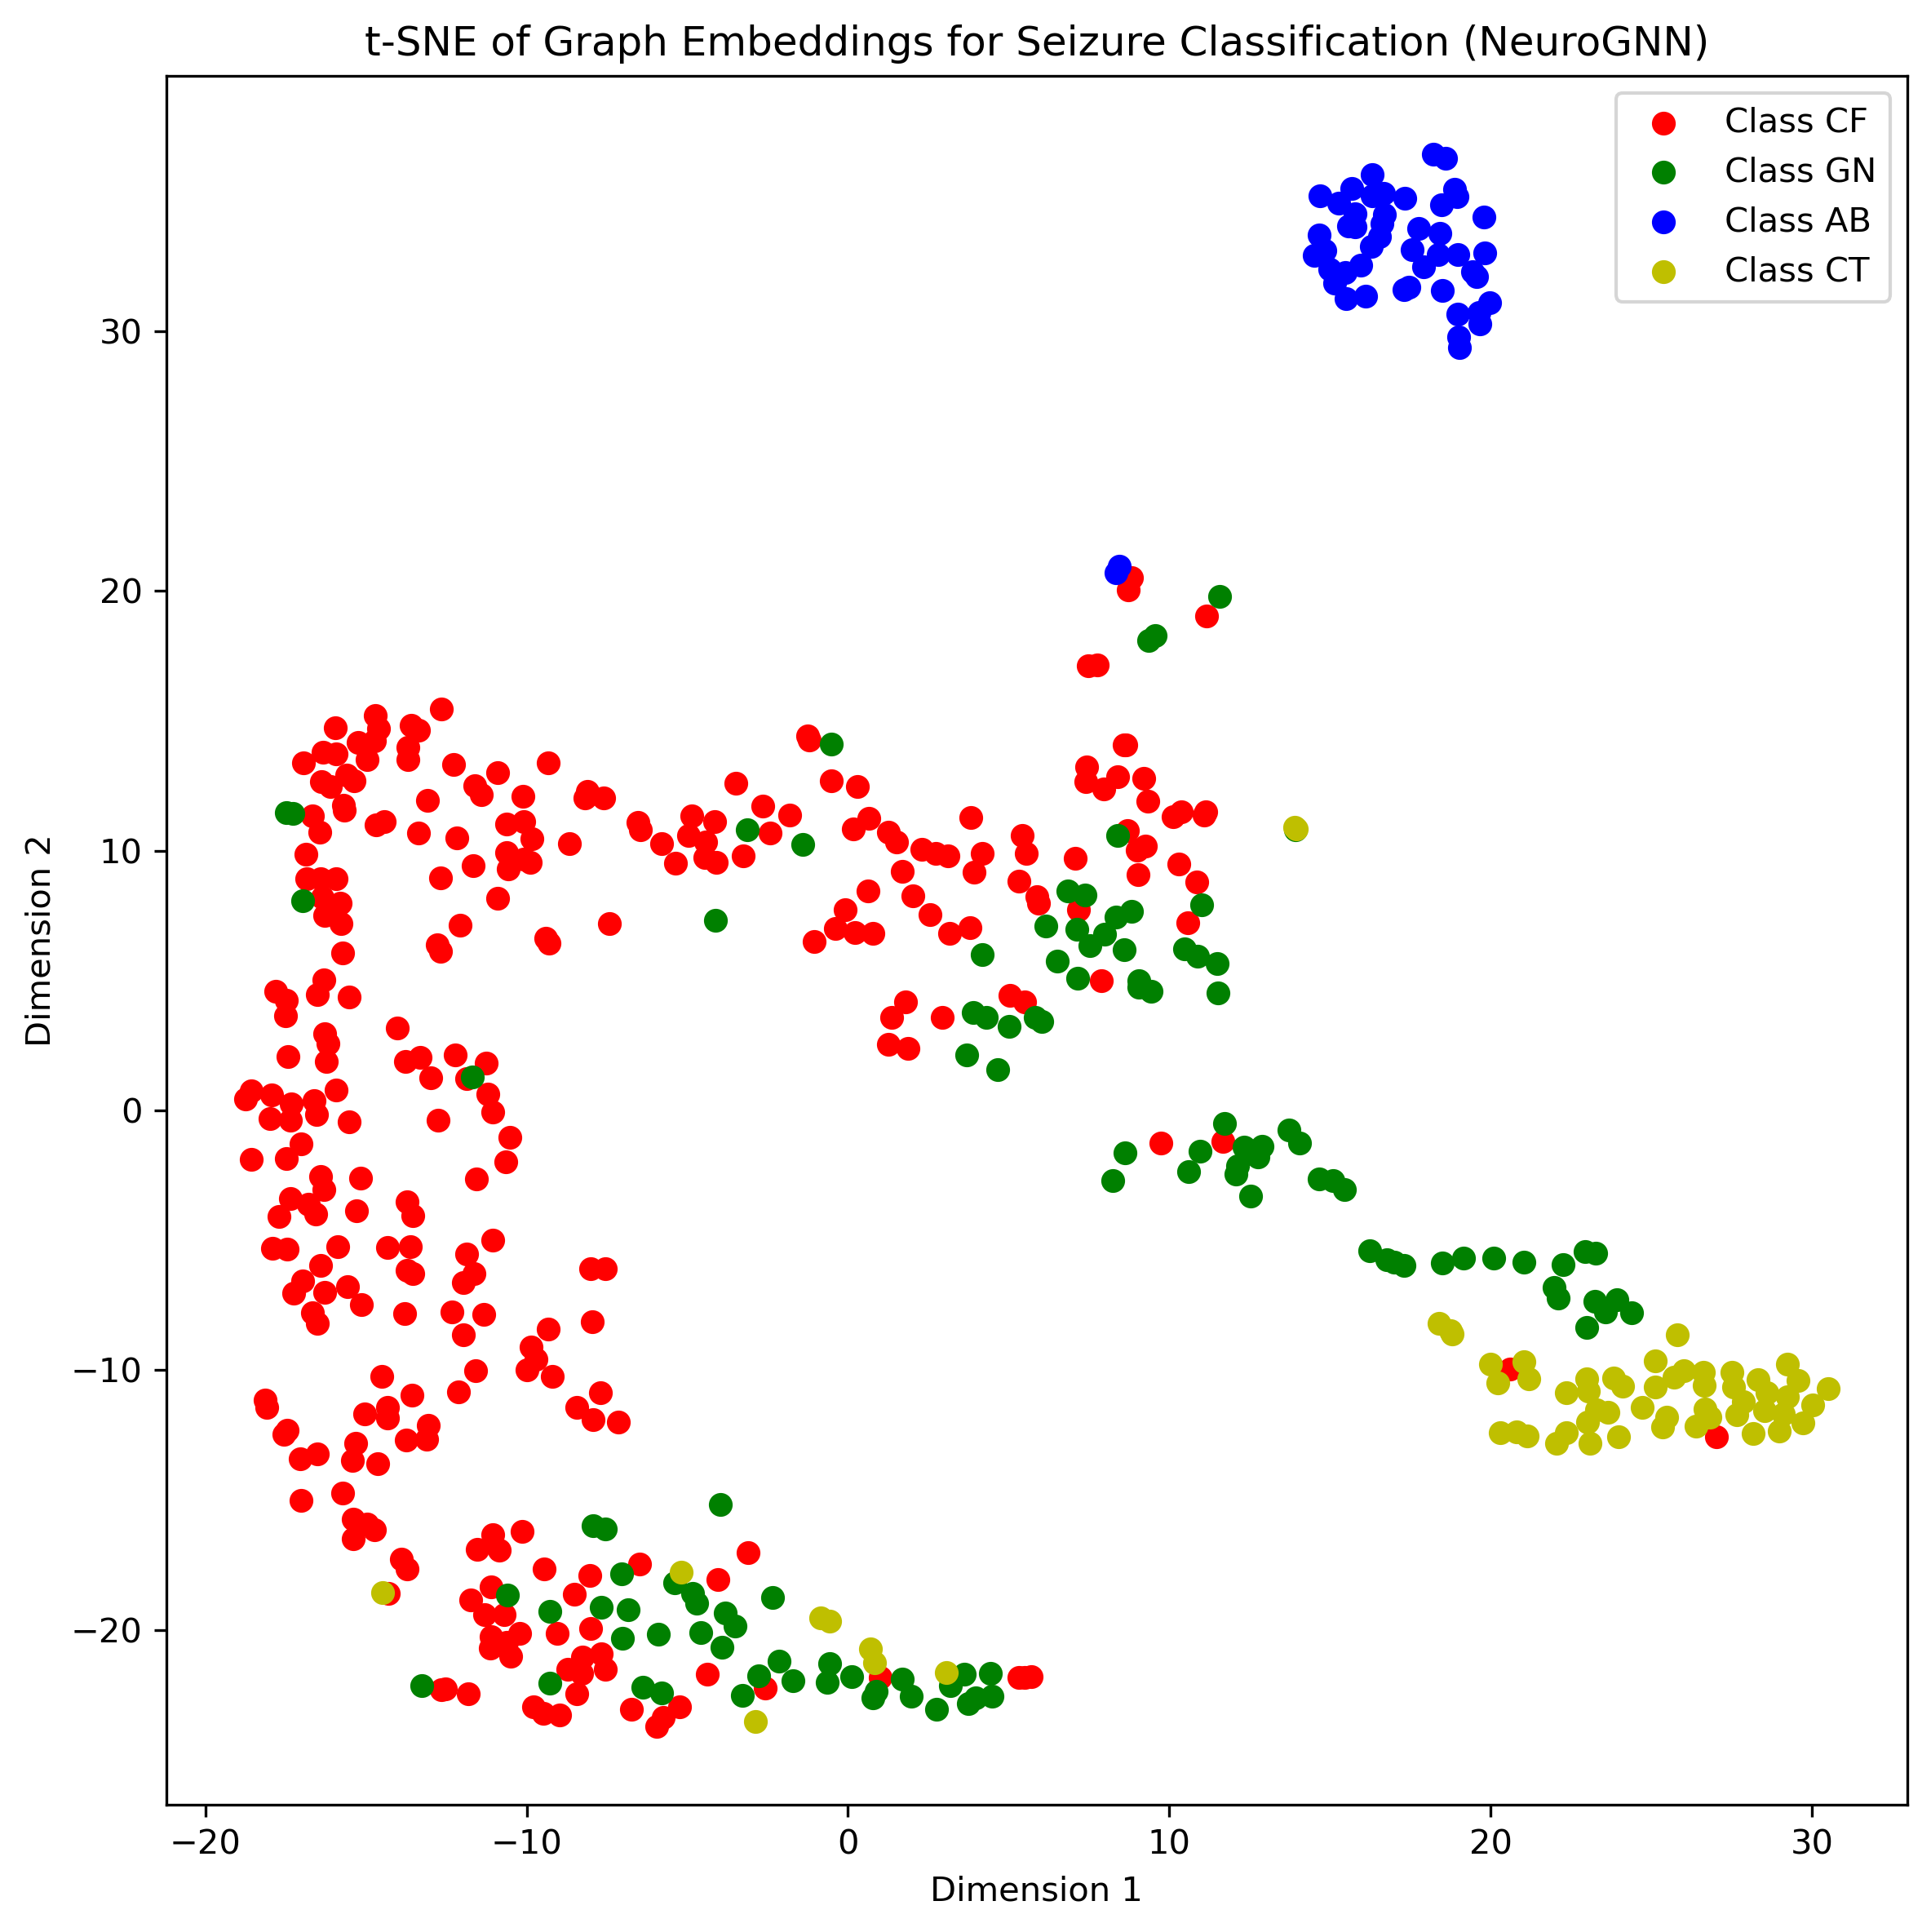 t-SNE of Graph Embeddings for Seizure Classification (NeuroGNN)
Class CF
Class GN
Class AB
Class CT
30
20
10
0
−10
−20
Dimension 2
−20
−10
0
10
20
30
Dimension 1